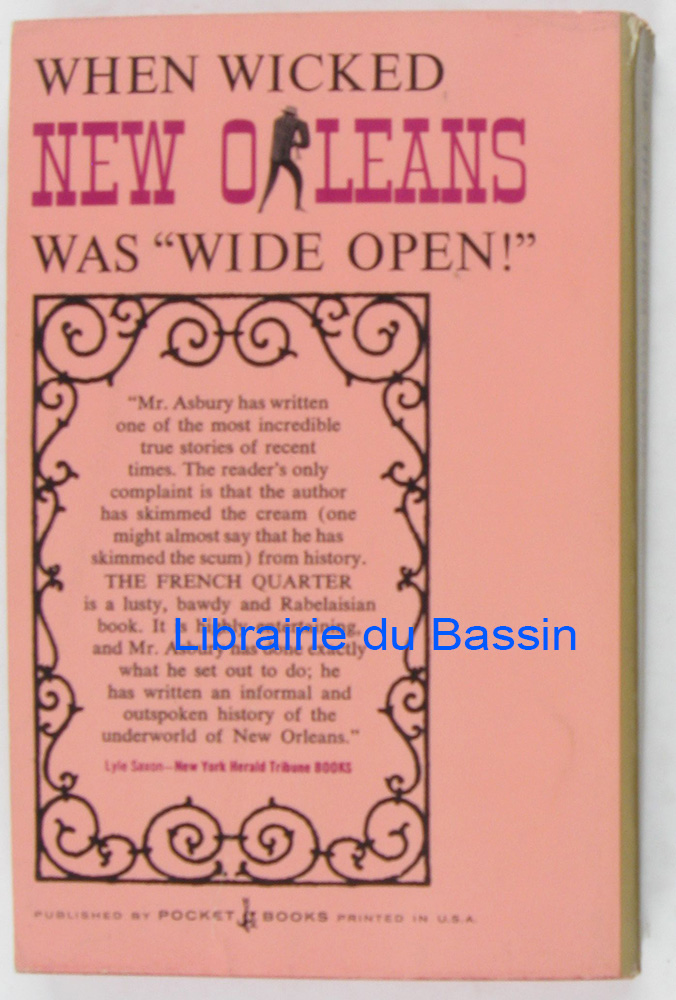 WHEN WICKED
NEW ORLEANS
WAS “WIDE OPEN!”
“Mr. Asbury has written
one of the most incredible
true stories of recent
times. The reader’s only
complaint is that the author
has skimmed the cream (one
might almost say that he has
skimmed the scum) from history.
THE FRENCH QUARTER
is a lusty, bawdy and Rabelaisian
book. It is highly entertaining,
and Mr. Asbury has done exactly
what he set out to do; he
has written an informal and
outspoken history of the
underworld of New Orleans.”
Lyle Saxon—New York Herald Tribune BOOKS
PUBLISHED BY POCKET BOOKS PRINTED IN U.S.A.
Librairie du Bassin